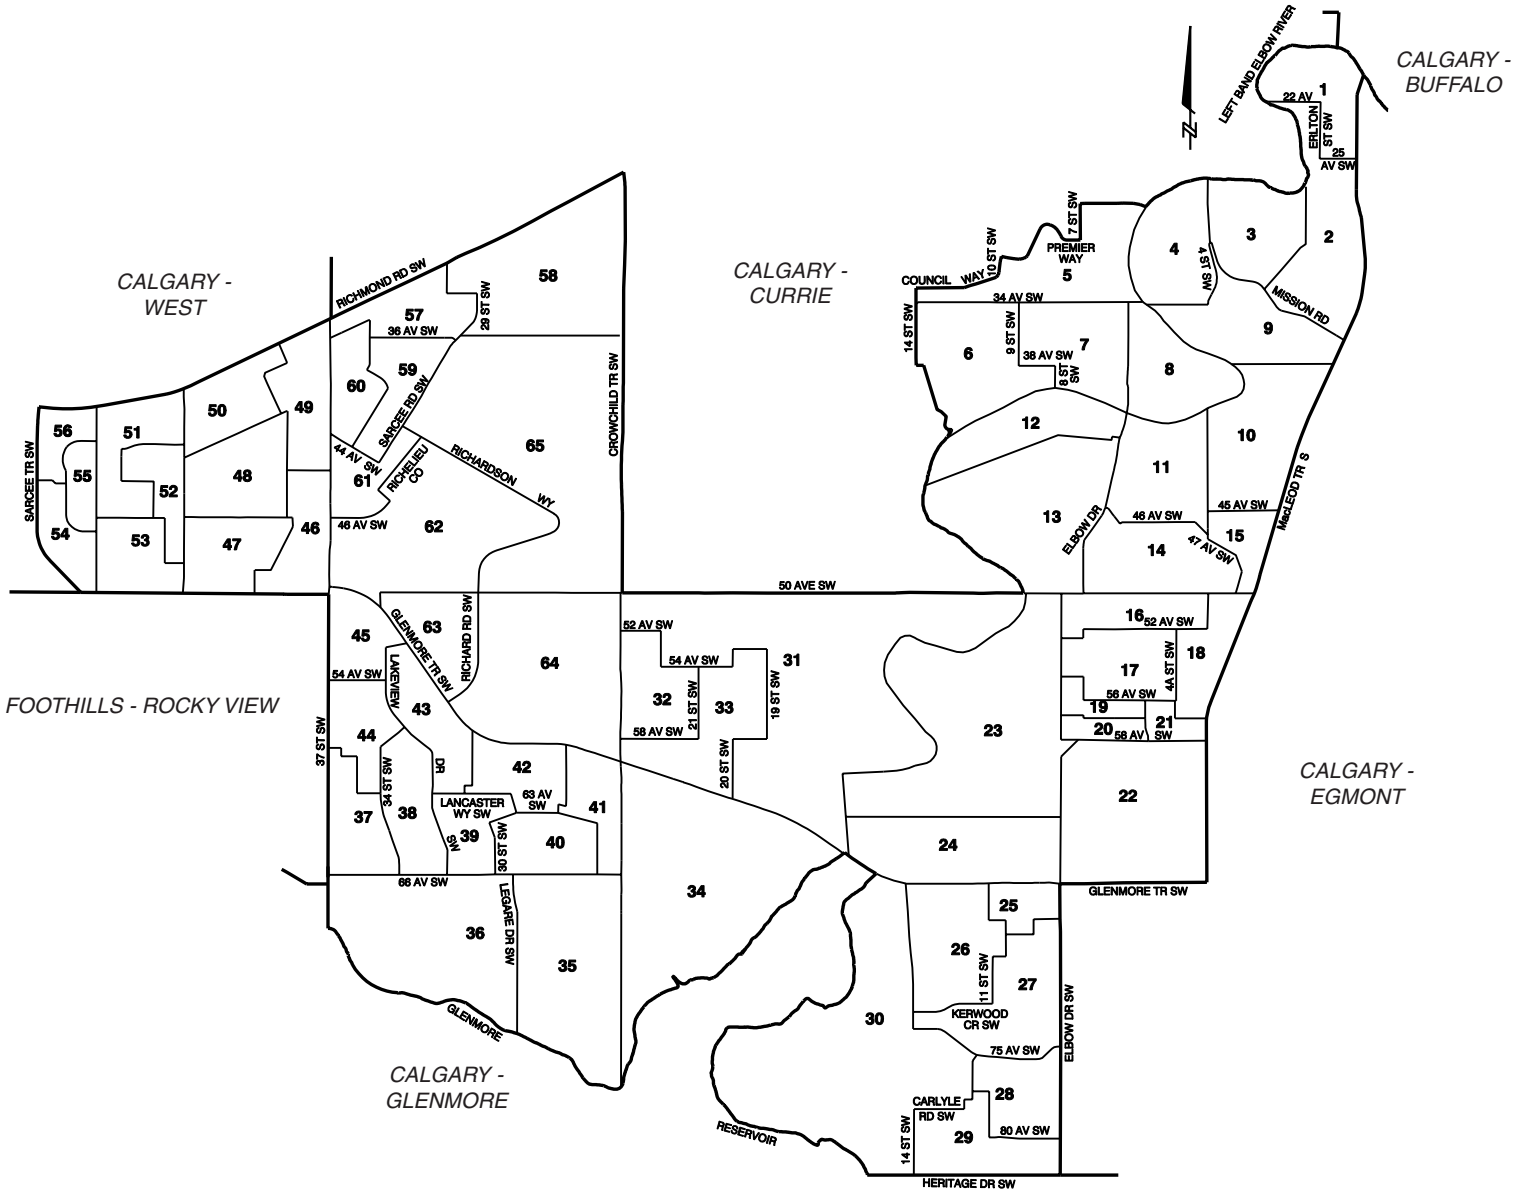 LEFT BAND ELBOW RIVER
CALGARY -
BUFFALO
1
22 AV
ERLTON
ST SW
25
AV SW
7 ST SW
10 ST SW
PREMIER
WAY
5
4
4 ST SW
3
2
CALGARY -
WEST
RICHMOND RD SW
58
CALGARY -
CURRIE
COUNCIL WAY
34 AV SW
MISSION RD
57
29 ST SW
36 AV SW
14 ST SW
9 ST SW
6
7
38 AV SW
8 ST
SW
8
9
59
60
SARCEE RD SW
CROWCHILD TR SW
49
50
51
56
44 AV SW
65
12
10
11
SARCEE TR SW
55
48
52
61
RICHELIEU
CO
RICHARDSON WY
MacLEOD TR S
54
53
47
46
46 AV SW
62
13
ELBOW DR
46 AV SW
45 AV SW
47 AV SW
15
14
50 AVE SW
45
GLENMORE TR SW
63
RICHARD RD SW
64
52 AV SW
54 AV SW
31
16
52 AV SW
18
17
4A ST SW
54 AV SW
LAKEVIEW
DR
SW
FOOTHILLS - ROCKY VIEW
43
32
21 ST SW
33
19 ST SW
56 AV SW
19
20
21
58 AV SW
37 ST SW
44
58 AV SW
20 ST SW
23
34 ST SW
42
CALGARY -
EGMONT
37
38
LANCASTER
WY SW
63 AV
SW
41
22
39
30 ST SW
40
24
66 AV SW
34
GLENMORE TR SW
LEGARE DR SW
36
35
25
26
11 ST SW
27
GLENMORE
30
KERWOOD
CR SW
ELBOW DR SW
75 AV SW
CALGARY -
GLENMORE
28
CARLYLE
RD SW
RESERVOIR
14 ST SW
29
80 AV SW
HERITAGE DR SW